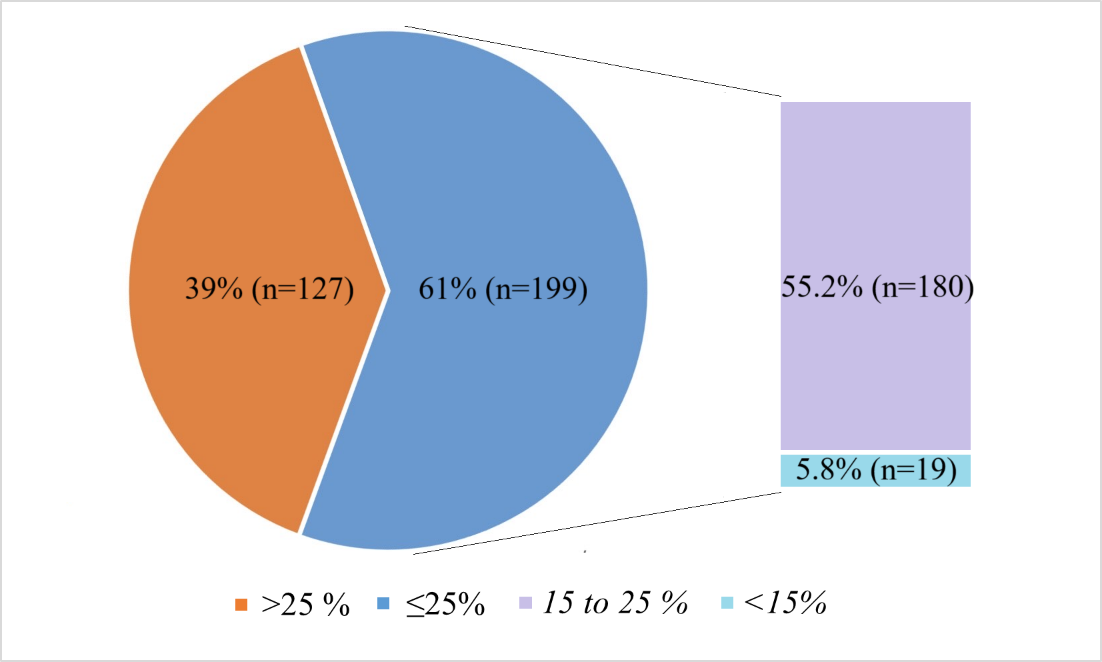 39% (n=127)
61% (n=199)
55.2% (n=180)
5.8% (n=19)
>25 % ≤25% 15 to 25 % <15%